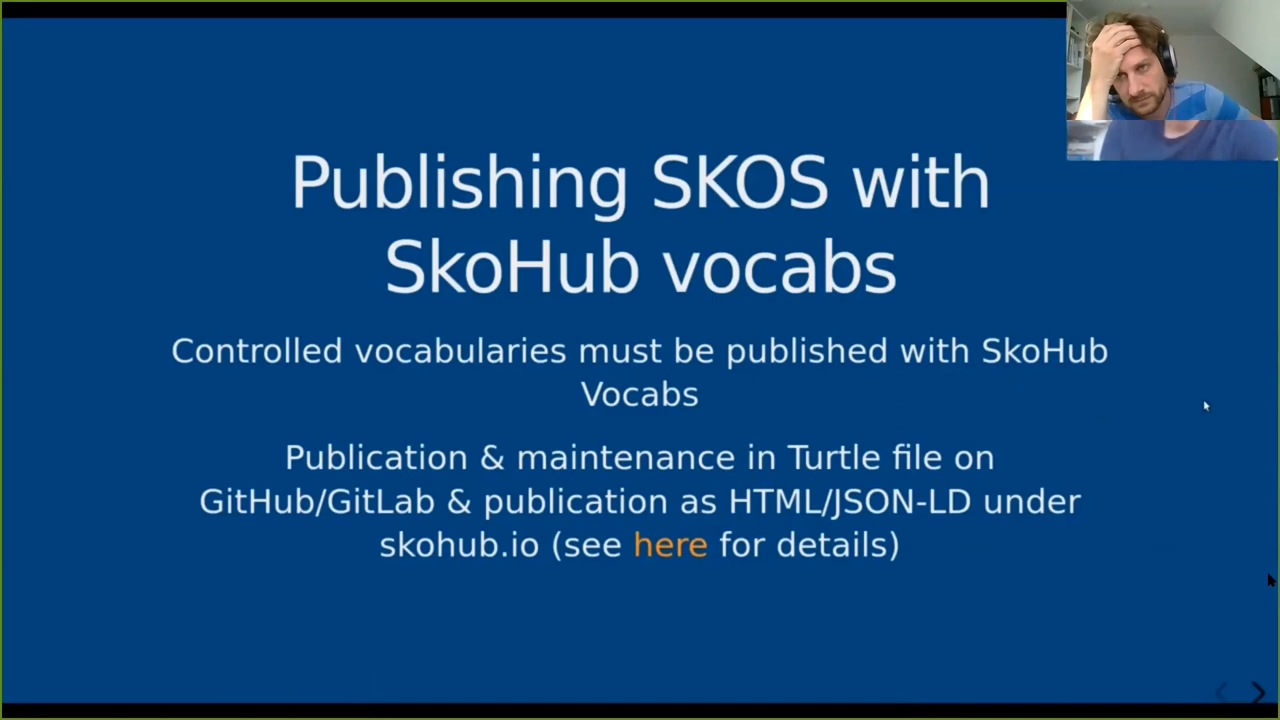 Publishing SKOS with
SkoHub vocabs
Controlled vocabularies must be published with SkoHub
Vocabs
Publication & maintenance in Turtle file on
GitHub/GitLab & publication as HTML/JSON-LD under
skohub.io (see here for details)